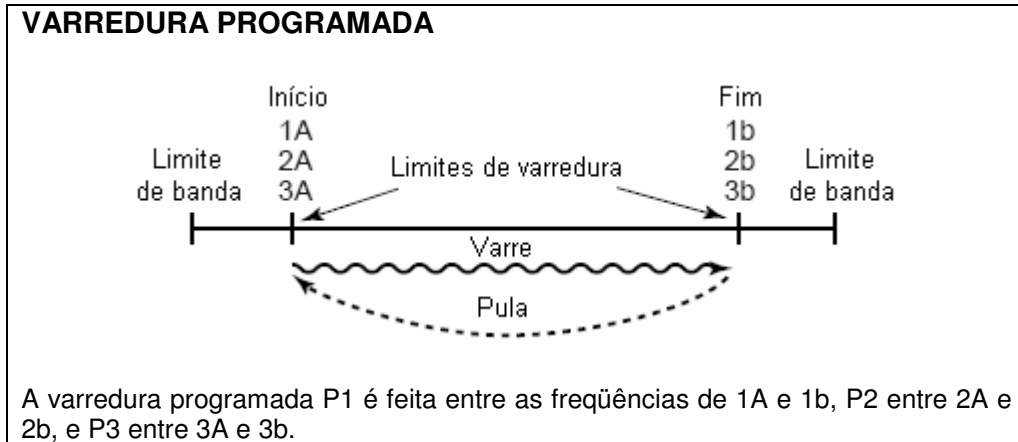 VARREDURA PROGRAMADA
Início
Fim
1A
1b
Limite
2A
Limites de varredura
2b
Limite
de banda
3A
3b
de banda
Varre
Pula
A varredura programada P1 é feita entre as freqüências de 1A e 1b, P2 entre 2A e
2b, e P3 entre 3A e 3b.